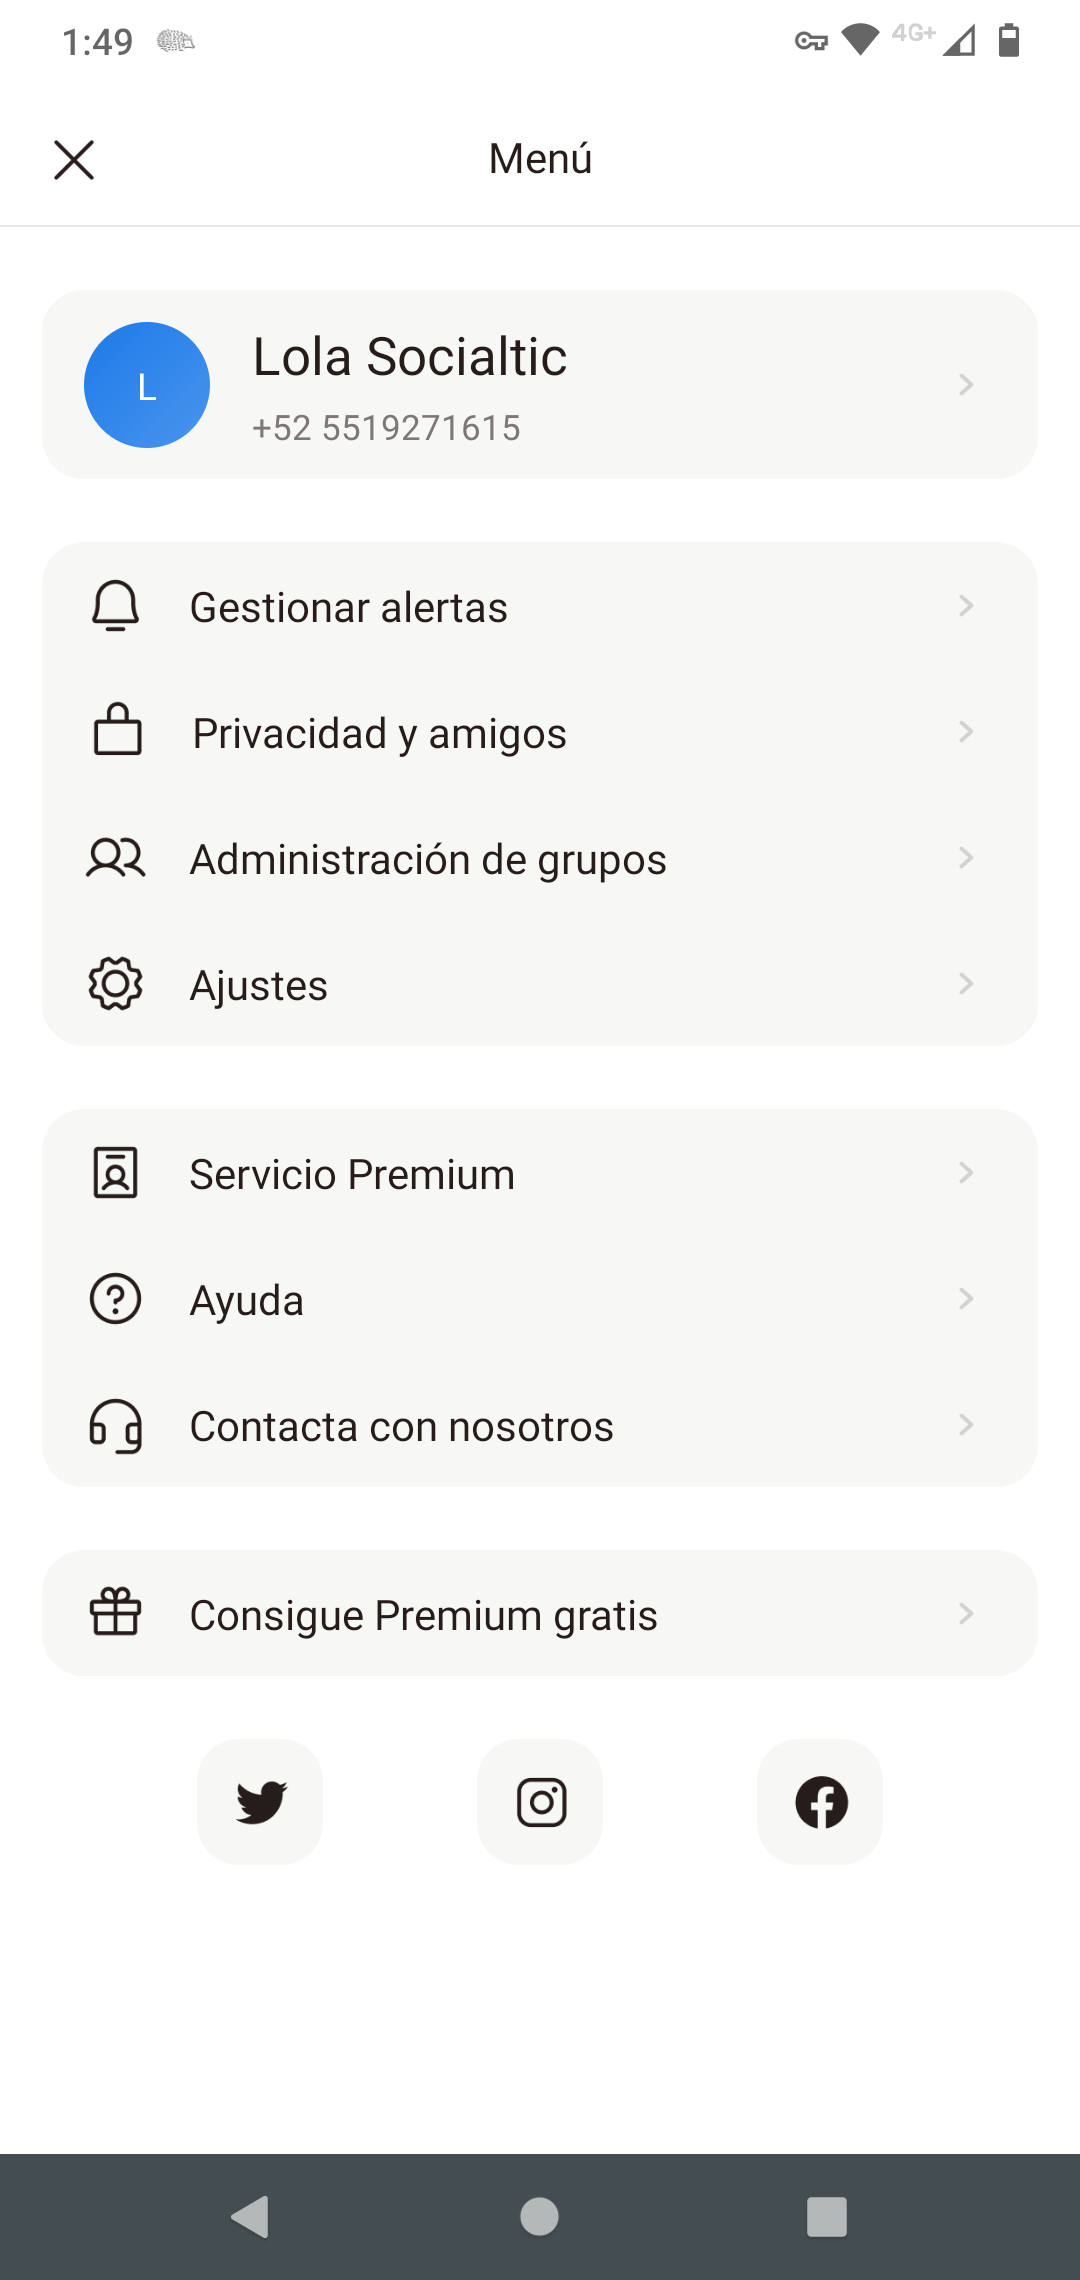 1:49
4G+
Menú
L
Lola Socialtic
+52 5519271615
Gestionar alertas
Privacidad y amigos
Administración de grupos
Ajustes
Servicio Premium
Ayuda
Contacta con nosotros
Consigue Premium gratis